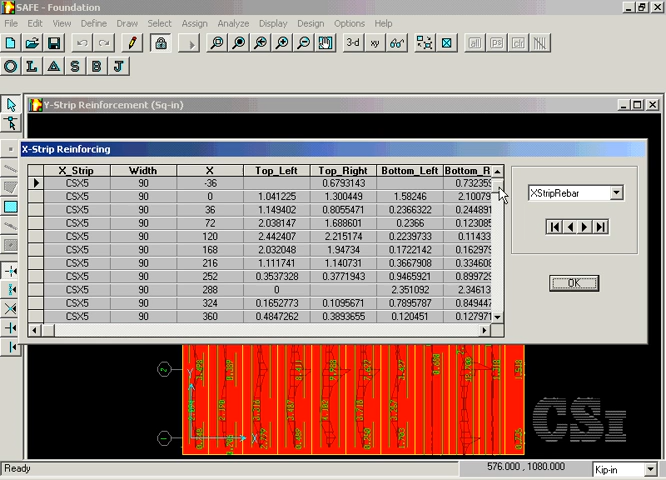 SAFE - Foundation
File Edit View Define Draw Select Assign Analyze Display Design Options Help
3-d xy all ps clr
O L A S B J
Y-Strip Reinforcement (Sq-in)
X-Strip Reinforcing
X_Strip Width X Top_Left Top_Right Bottom_Left Bottom_R
CSX5 90 -36 0.6793143 0.732359
CSX5 90 0 1.041225 1.300449 1.58246 2.10079
CSX5 90 36 1.149402 0.8055471 0.2366322 0.244891
CSX5 90 72 2.038147 1.688601 0.2366 0.123085
CSX5 90 120 2.442407 2.215174 0.2239733 0.11433
CSX5 90 168 2.032048 1.94734 0.1722142 0.162979
CSX5 90 216 1.111741 1.140731 0.3667908 0.334608
CSX5 90 252 0.3537328 0.3771943 0.9465921 0.899729
CSX5 90 288 0 2.351092 2.34613
CSX5 90 324 0.1652773 0.1095671 0.7895787 0.849447
CSX5 90 360 0.4847262 0.3893655 0.120451 0.127971
XStripRebar
OK
2
Y
1
X
CSi
Ready 576.000 , 1080.000 Kip-in